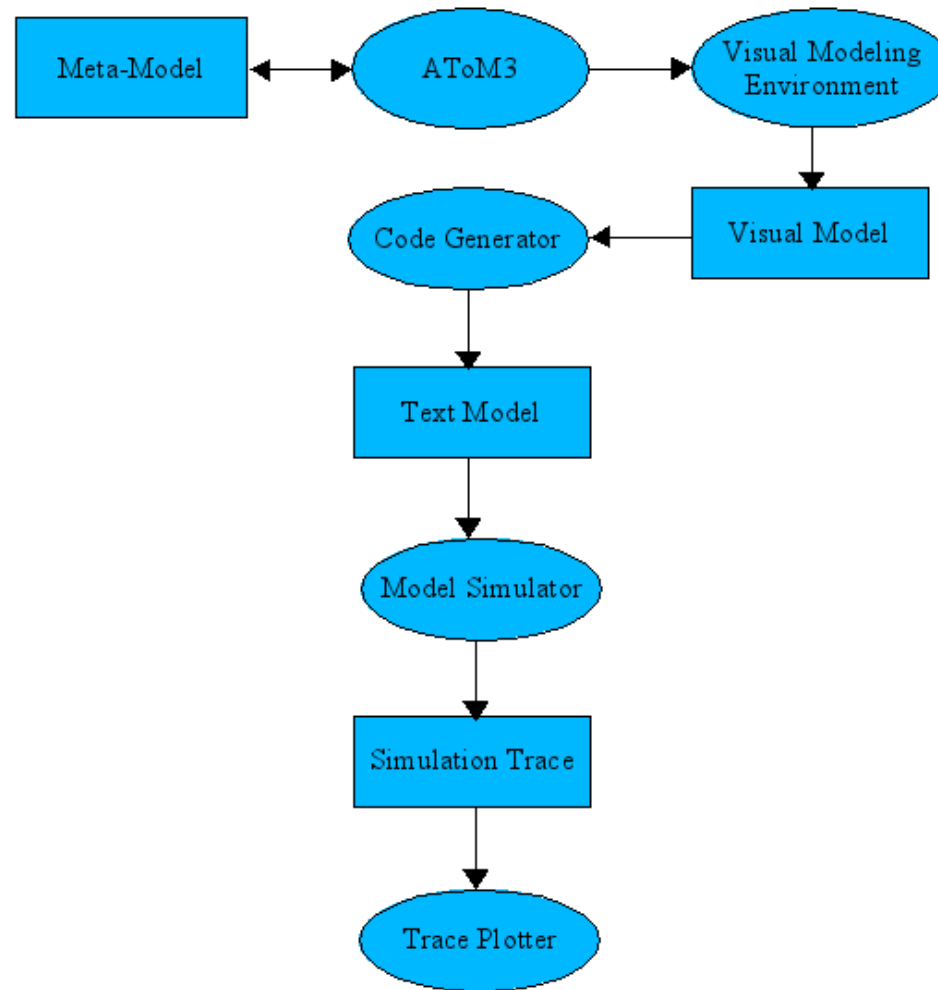 Meta-Model
AToM3
Visual Modeling
Environment
Visual Model
Code Generator
Text Model
Model Simulator
Simulation Trace
Trace Plotter